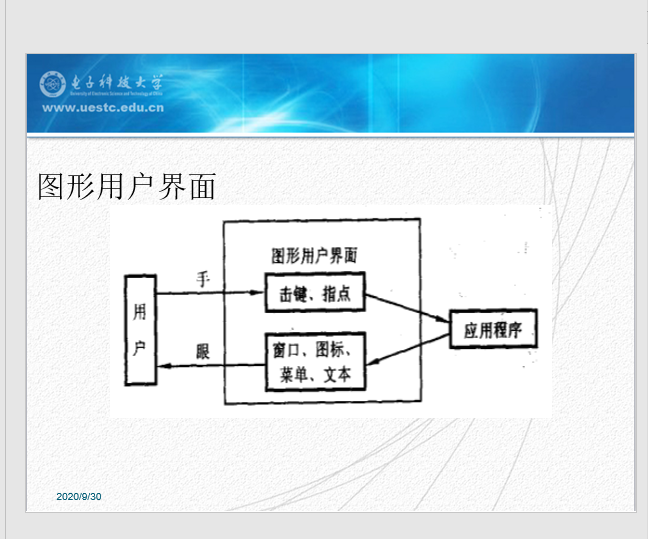 电子科技大学
University of Electronic Science and Technology of China
www.uestc.edu.cn
图形用户界面
图形用户界面
手
击键、指点
用户
应用程序
眼
窗口、图标、
菜单、文本
2020/9/30